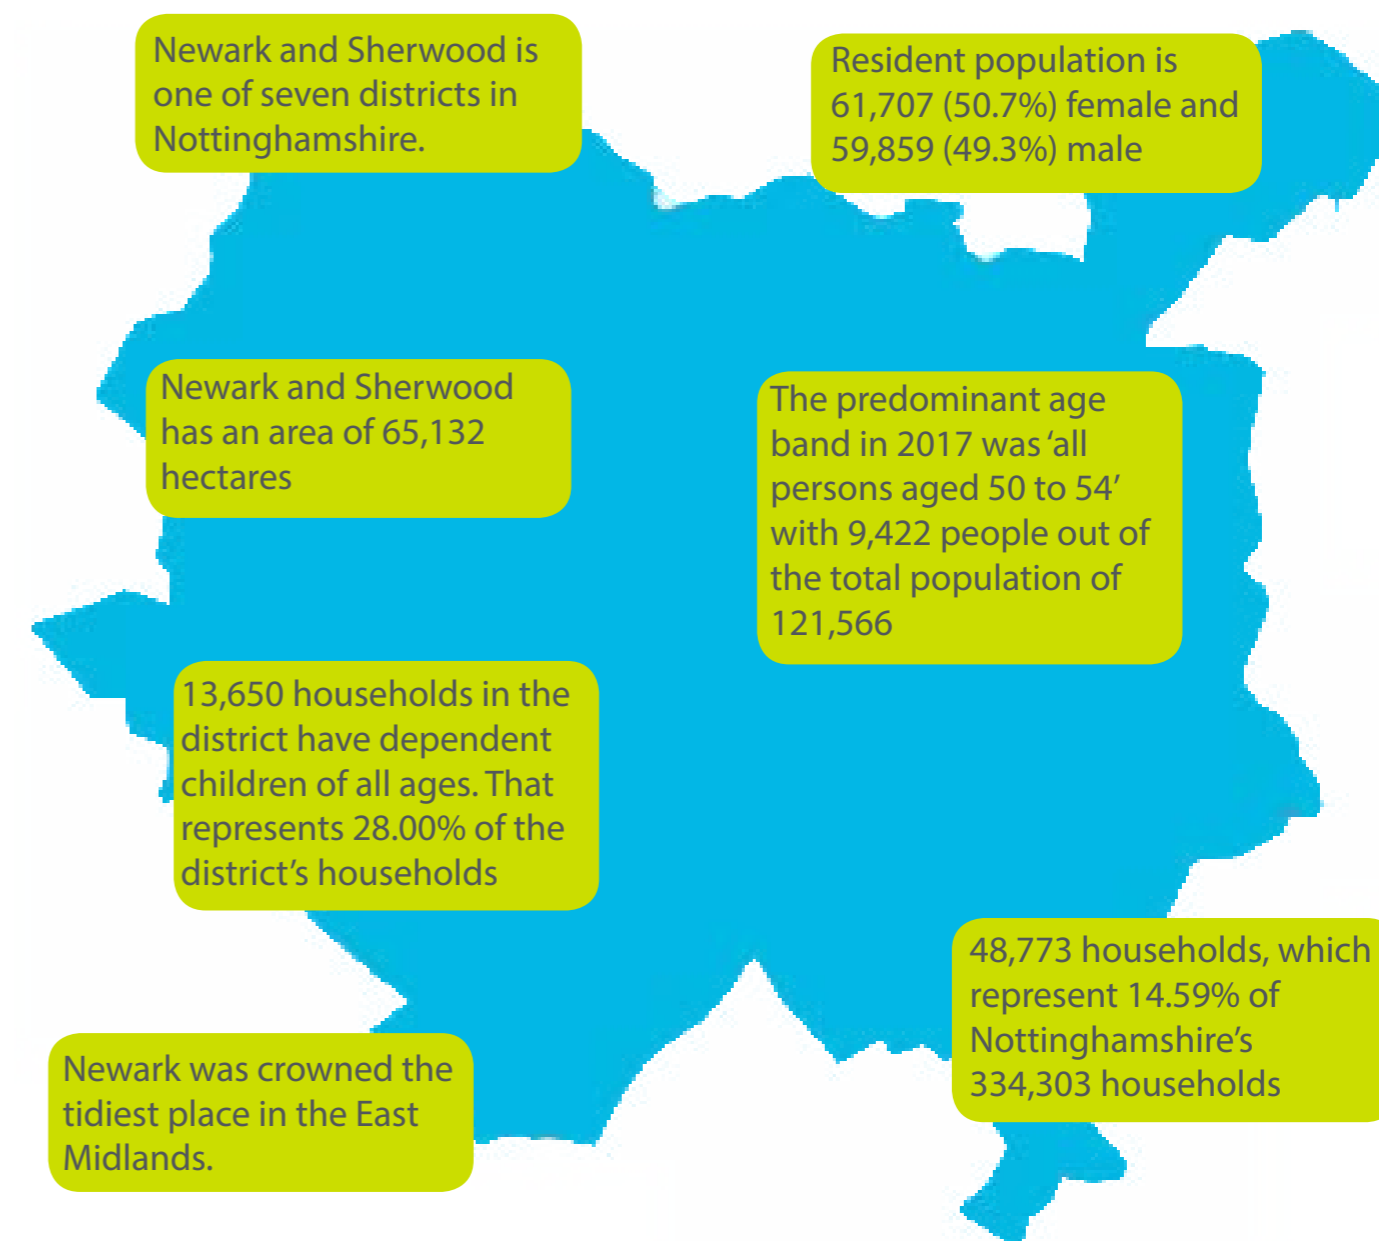 Newark and Sherwood is
one of seven districts in
Nottinghamshire.
Resident population is
61,707 (50.7%) female and
59,859 (49.3%) male
Newark and Sherwood
has an area of 65,132
hectares
The predominant age
band in 2017 was ‘all
persons aged 50 to 54’
with 9,422 people out of
the total population of
121,566
13,650 households in the
district have dependent
children of all ages. That
represents 28.00% of the
district’s households
48,773 households, which
represent 14.59% of
Nottinghamshire’s
334,303 households
Newark was crowned the
tidiest place in the East
Midlands.